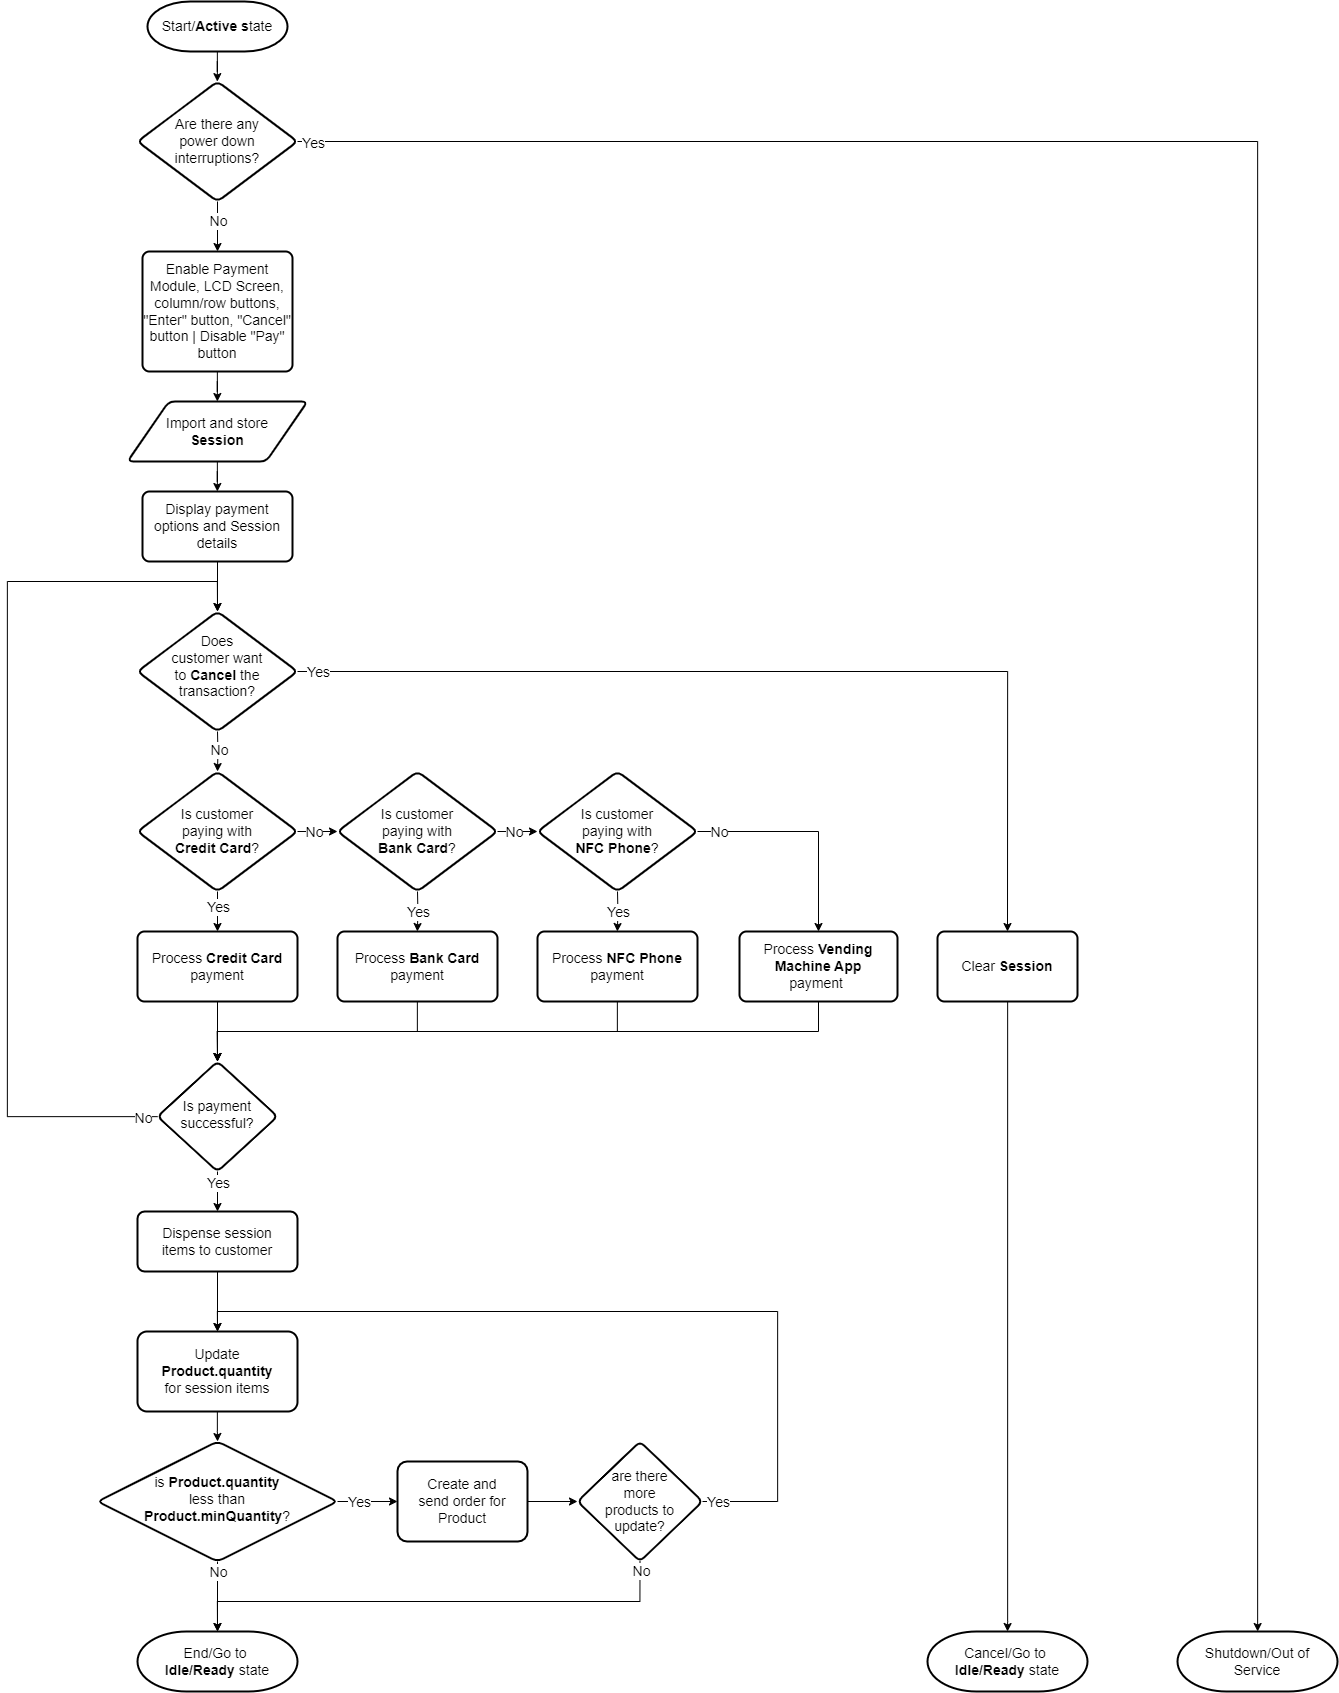 Start/Active state
Are there any
power down
interruptions?
Yes
No
Enable Payment
Module, LCD Screen,
column/row buttons,
"Enter" button, "Cancel"
button | Disable "Pay"
button
Import and store
Session
Display payment
options and Session
details
Does
customer want
to Cancel the
transaction?
Yes
No
Is customer
paying with
Credit Card?
No
Is customer
paying with
Bank Card?
No
Is customer
paying with
NFC Phone?
No
Yes
Yes
Yes
Process Credit Card
payment
Process Bank Card
payment
Process NFC Phone
payment
Process Vending
Machine App
payment
Clear Session
Is payment
successful?
No
Yes
Dispense session
items to customer
Update
Product.quantity
for session items
is Product.quantity
less than
Product.minQuantity?
Yes
Create and
send order for
Product
are there
more
products to
update?
Yes
No
No
End/Go to
Idle/Ready state
Cancel/Go to
Idle/Ready state
Shutdown/Out of
Service